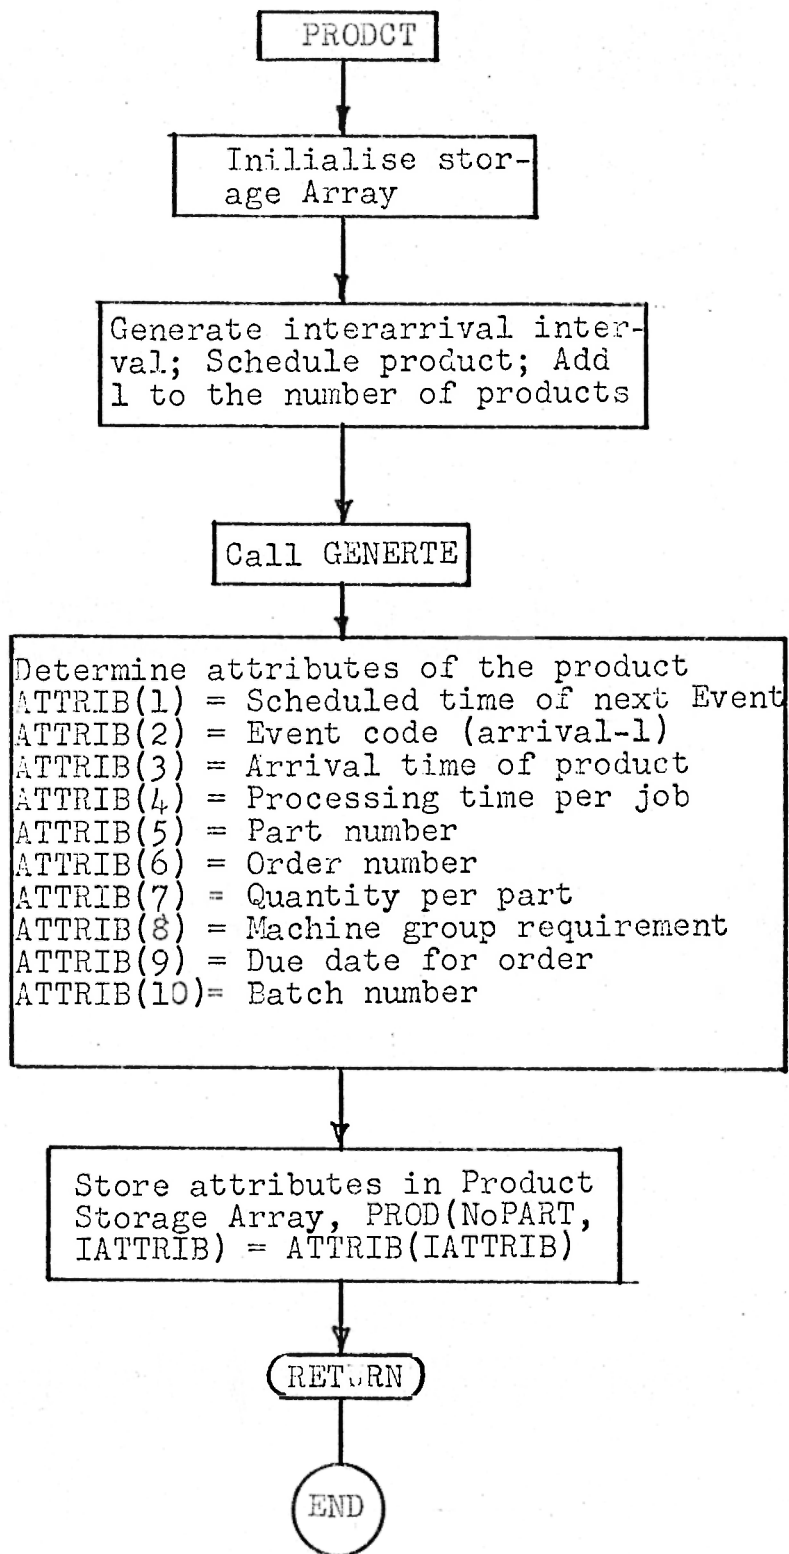 PRODCT
Inilialise stor-
age Array
Generate interarrival inter-
val; Schedule product; Add
1 to the number of products
Call GENERTE
Determine attributes of the product
ATTRIB(1) = Scheduled time of next Event
ATTRIB(2) = Event code (arrival-1)
ATTRIB(3) = Arrival time of product
ATTRIB(4) = Processing time per job
ATTRIB(5) = Part number
ATTRIB(6) = Order number
ATTRIB(7) = Quantity per part
ATTRIB(8) = Machine group requirement
ATTRIB(9) = Due date for order
ATTRIB(10)= Batch number
Store attributes in Product
Storage Array, PROD(NoPART,
IATTRIB) = ATTRIB(IATTRIB)
RETURN
END